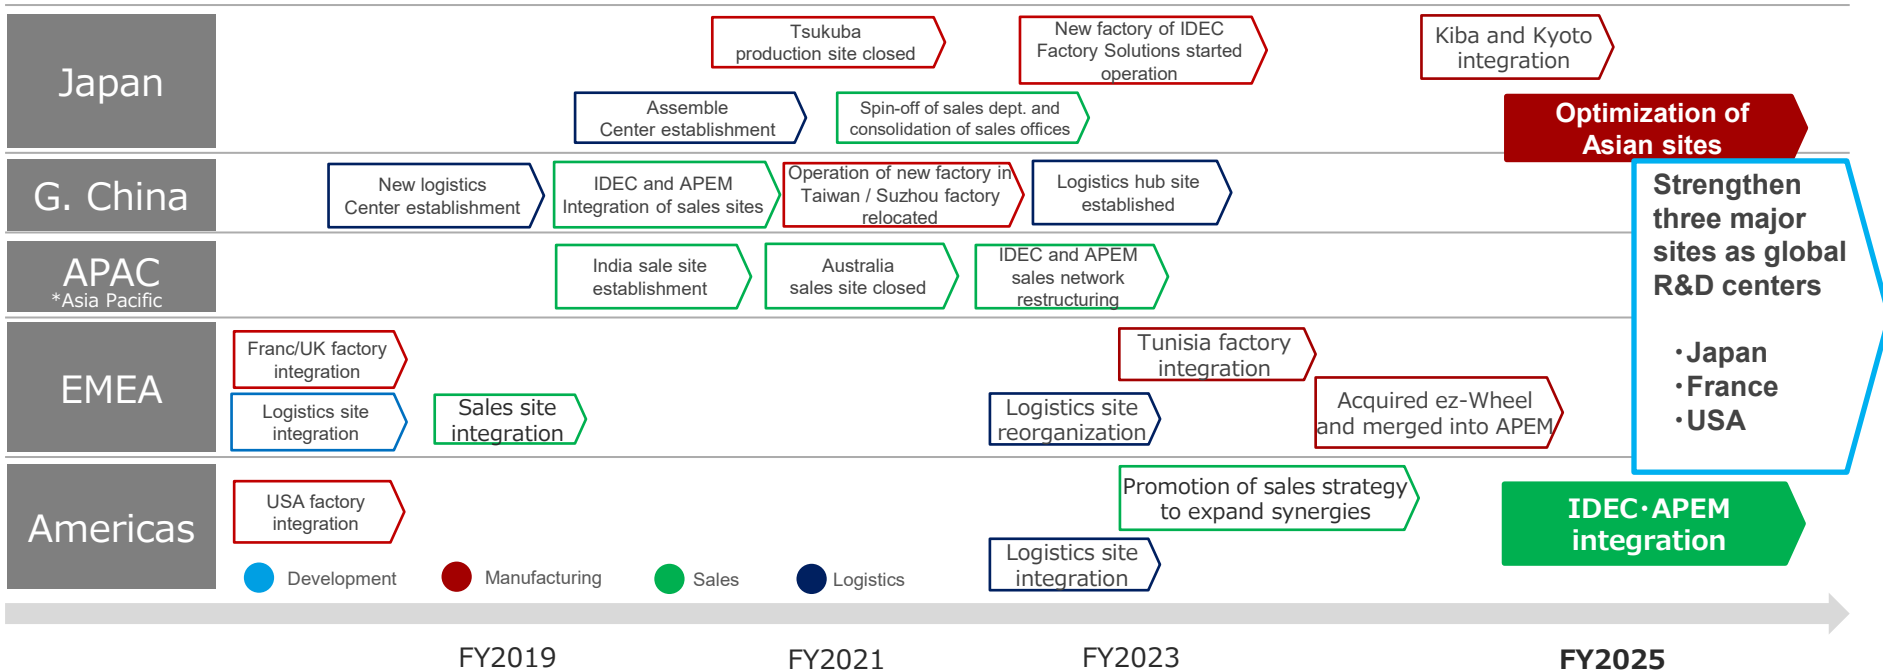 Japan
Tsukuba
production site closed
New factory of IDEC
Factory Solutions started
operation
Kiba and Kyoto
integration
Assemble
Center establishment
Spin-off of sales dept. and
consolidation of sales offices
Optimization of
Asian sites
G. China
New logistics
Center establishment
IDEC and APEM
Integration of sales sites
Operation of new factory in
Taiwan / Suzhou factory
relocated
Logistics hub site
established
Strengthen
three major
sites as global
R&D centers
・Japan
・France
・USA
APAC
*Asia Pacific
India sale site
establishment
Australia
sales site closed
IDEC and APEM
sales network
restructuring
EMEA
Franc/UK factory
integration
Tunisia factory
integration
Logistics site
integration
Sales site
integration
Logistics site
reorganization
Acquired ez-Wheel
and merged into APEM
Americas
USA factory
integration
Promotion of sales strategy
to expand synergies
IDEC・APEM
integration
Logistics site
integration
Development
Manufacturing
Sales
Logistics
FY2019
FY2021
FY2023
FY2025